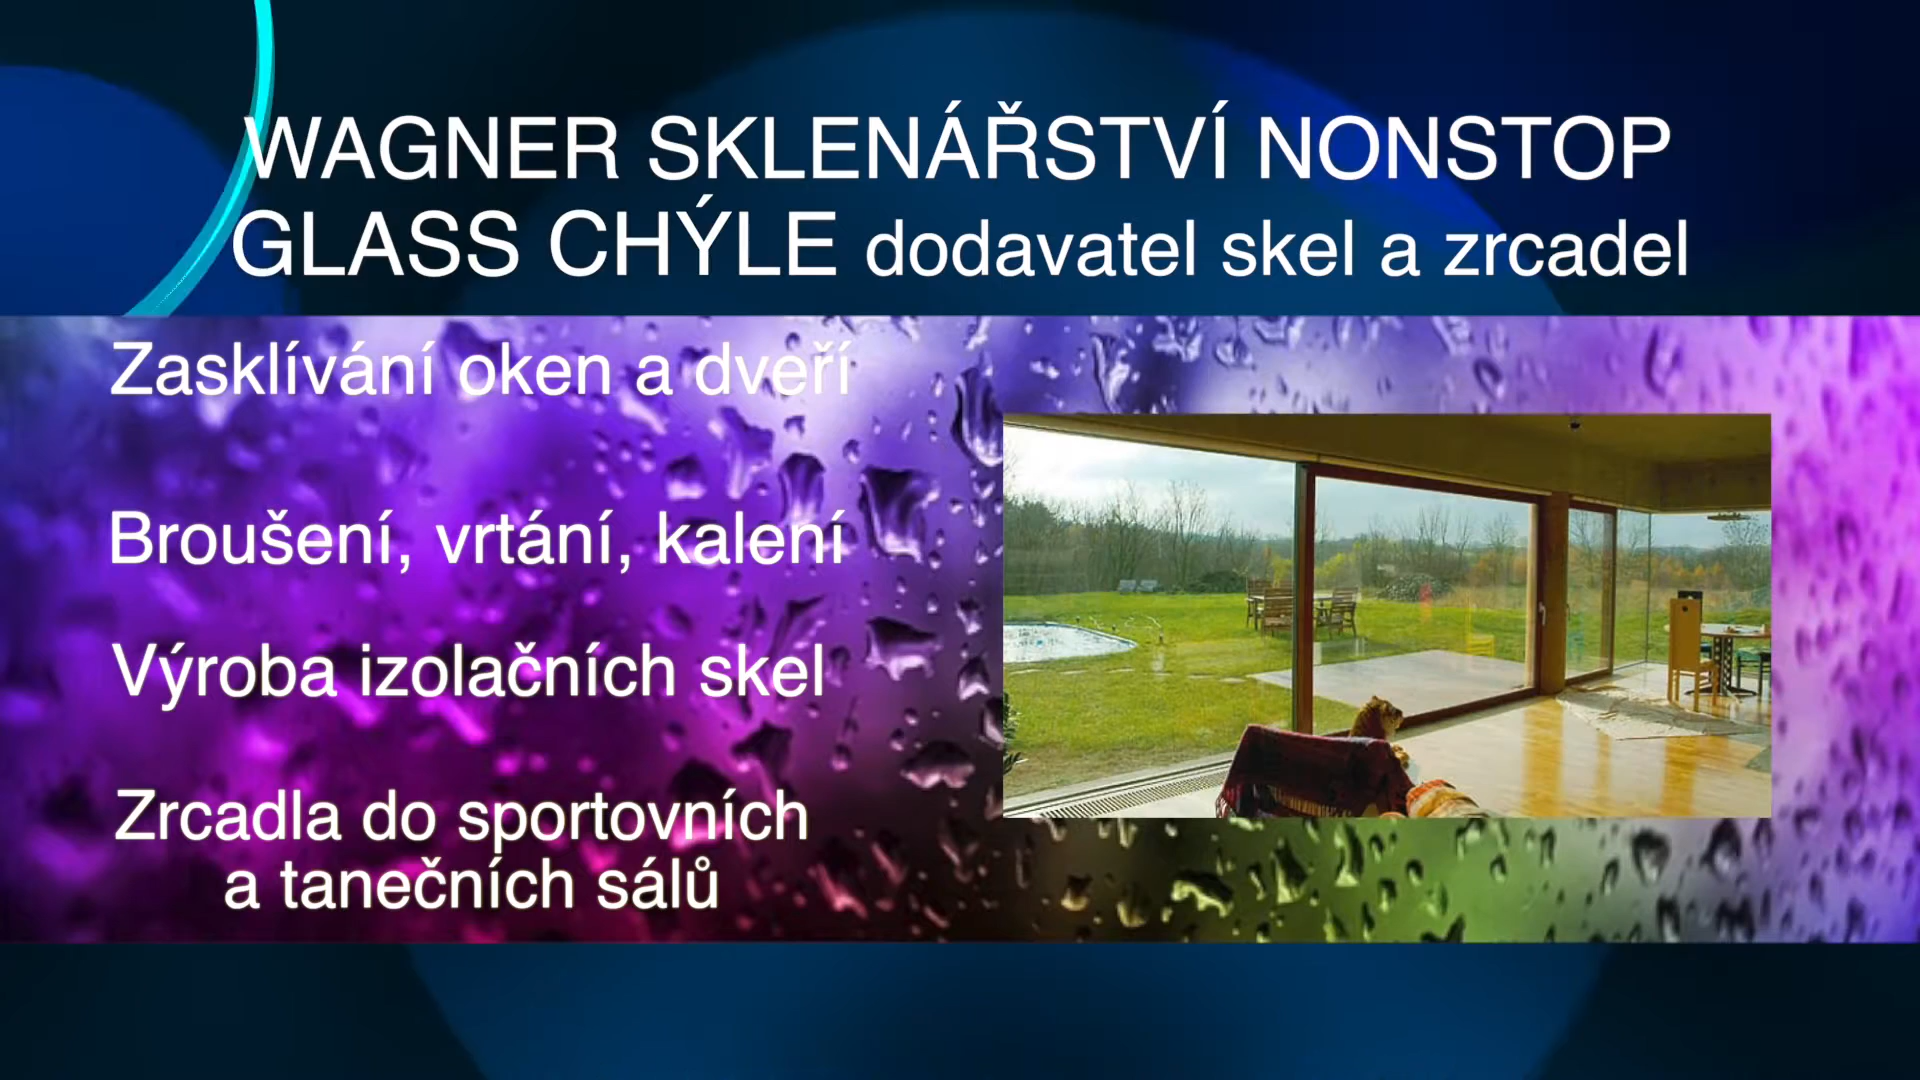 WAGNER SKLENÁŘSTVÍ NONSTOP
GLASS CHÝLE dodavatel skel a zrcadel
Zasklívání oken a dveří
Broušení, vrtání, kalení
Výroba izolačních skel
Zrcadla do sportovních
a tanečních sálů